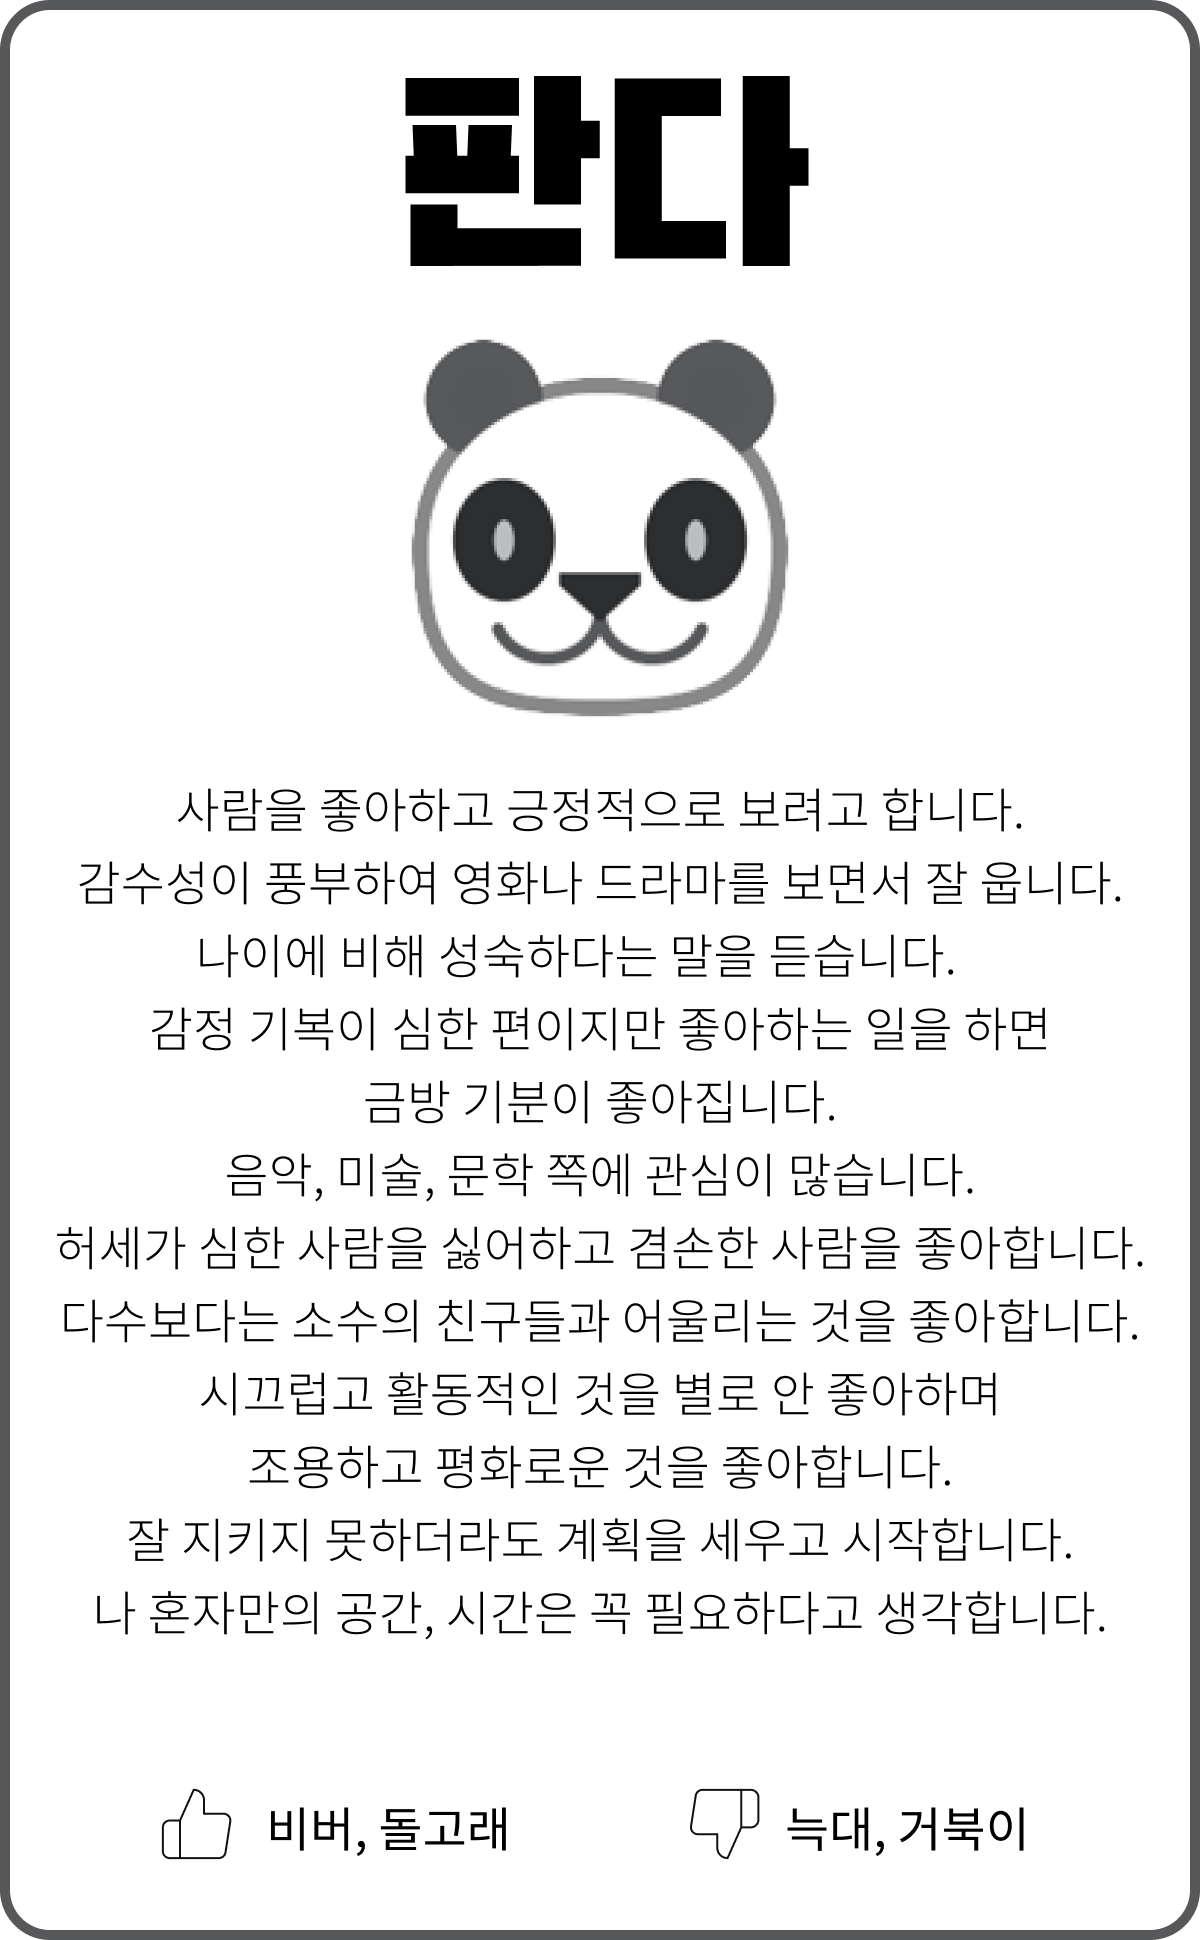 판다
사람을 좋아하고 긍정적으로 보려고 합니다.
감수성이 풍부하여 영화나 드라마를 보면서 잘 웁니다.
나이에 비해 성숙하다는 말을 듣습니다.
감정 기복이 심한 편이지만 좋아하는 일을 하면
금방 기분이 좋아집니다.
음악, 미술, 문학 쪽에 관심이 많습니다.
허세가 심한 사람을 싫어하고 겸손한 사람을 좋아합니다.
다수보다는 소수의 친구들과 어울리는 것을 좋아합니다.
시끄럽고 활동적인 것을 별로 안 좋아하며
조용하고 평화로운 것을 좋아합니다.
잘 지키지 못하더라도 계획을 세우고 시작합니다.
나 혼자만의 공간, 시간은 꼭 필요하다고 생각합니다.
비버, 돌고래
늑대, 거북이